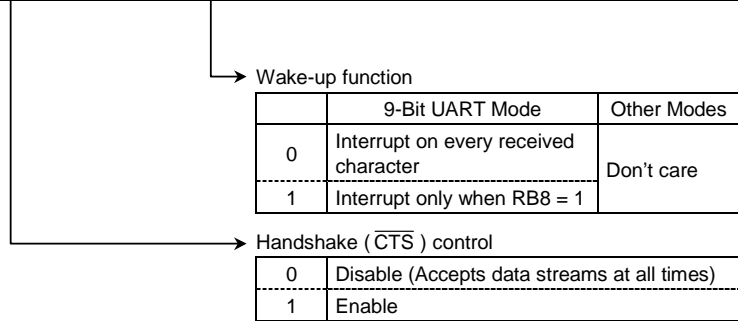 Wake-up function
9-Bit UART Mode Other Modes
0 Interrupt on every received
character
Don't care
1 Interrupt only when RB8 = 1
Handshake ( C̅T̅S̅ ) control
0 Disable (Accepts data streams at all times)
1 Enable